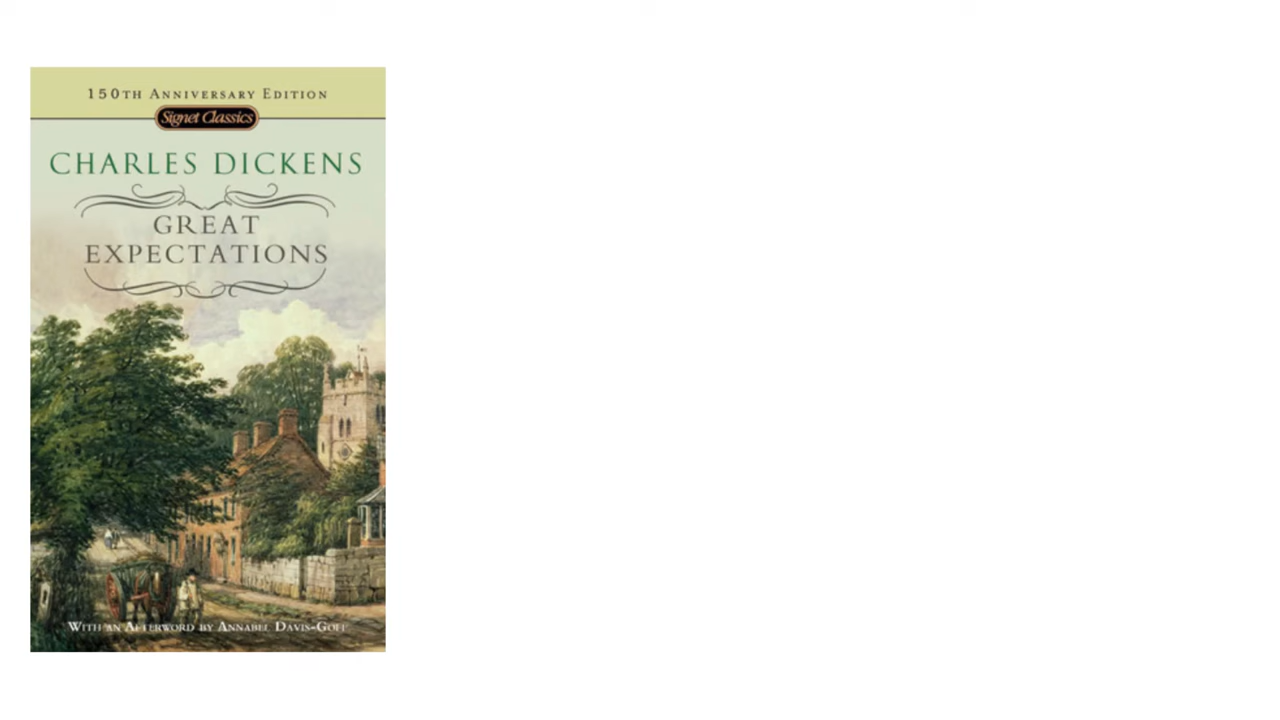 150TH ANNIVERSARY EDITION
Signet Classics
CHARLES DICKENS
GREAT
EXPECTATIONS
WITH AN AFTERWORD BY ANNABEL DAVIS-GOFF